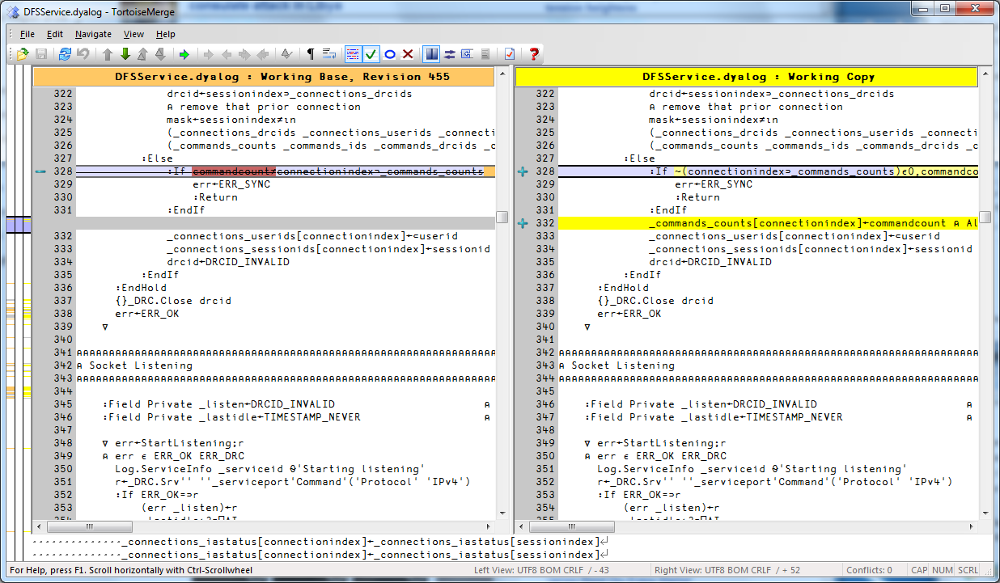 DFSService.dyalog - TortoiseMerge
File Edit Navigate View Help
DFSService.dyalog : Working Base, Revision 455
322 drcid←sessionindex⊃_connections_drcids
323 ⍝ remove that prior connection
324 mask←sessionindex≠⍳n
325 (_connections_drcids _connections_userids _connecti
326 (_commands_counts _commands_ids _commands_drcids _c
327 :Else
328 :If commandcount≠connectionindex⊃_commands_counts
329 err←ERR_SYNC
330 :Return
331 :EndIf
332 _connections_userids[connectionindex]←⊂userid
333 _connections_sessionids[connectionindex]←sessionid
334 drcid←DRCID_INVALID
335 :EndIf
336 :EndHold
337 {}_DRC.Close drcid
338 err←ERR_OK
339 ∇
340
341 ⍝⍝⍝⍝⍝⍝⍝⍝⍝⍝⍝⍝⍝⍝⍝⍝⍝⍝⍝⍝⍝⍝⍝⍝⍝⍝⍝⍝⍝⍝⍝⍝⍝⍝⍝⍝⍝⍝⍝⍝⍝⍝⍝⍝⍝⍝⍝⍝⍝⍝⍝⍝⍝⍝⍝⍝⍝⍝⍝⍝⍝⍝⍝⍝⍝
342 ⍝ Socket Listening
343 ⍝⍝⍝⍝⍝⍝⍝⍝⍝⍝⍝⍝⍝⍝⍝⍝⍝⍝⍝⍝⍝⍝⍝⍝⍝⍝⍝⍝⍝⍝⍝⍝⍝⍝⍝⍝⍝⍝⍝⍝⍝⍝⍝⍝⍝⍝⍝⍝⍝⍝⍝⍝⍝⍝⍝⍝⍝⍝⍝⍝⍝⍝⍝⍝⍝
344
345 :Field Private _listen←DRCID_INVALID ⍝
346 :Field Private _lastidle←TIMESTAMP_NEVER ⍝
347
348 ∇ err←StartListening;r
349 ⍝ err ∊ ERR_OK ERR_DRC
350 Log.ServiceInfo _serviceid 0'Starting listening'
351 r←_DRC.Srv'' ''_serviceport'Command'('Protocol' 'IPv4')
352 :If ERR_OK=⊃r
353 (err _listen)←r
DFSService.dyalog : Working Copy
322 drcid←sessionindex⊃_connections_drcids
323 ⍝ remove that prior connection
324 mask←sessionindex≠⍳n
325 (_connections_drcids _connections_userids _connecti
326 (_commands_counts _commands_ids _commands_drcids _c
327 :Else
328 :If ~(connectionindex⊃_commands_counts)∊0,commandco
329 err←ERR_SYNC
330 :Return
331 :EndIf
332 _commands_counts[connectionindex]←commandcount ⍝ Al
333 _connections_userids[connectionindex]←⊂userid
334 _connections_sessionids[connectionindex]←sessionid
335 drcid←DRCID_INVALID
336 :EndIf
337 :EndHold
338 {}_DRC.Close drcid
339 err←ERR_OK
340 ∇
341
342 ⍝⍝⍝⍝⍝⍝⍝⍝⍝⍝⍝⍝⍝⍝⍝⍝⍝⍝⍝⍝⍝⍝⍝⍝⍝⍝⍝⍝⍝⍝⍝⍝⍝⍝⍝⍝⍝⍝⍝⍝⍝⍝⍝⍝⍝⍝⍝⍝⍝⍝⍝⍝⍝⍝⍝⍝⍝⍝⍝⍝⍝⍝⍝⍝⍝
343 ⍝ Socket Listening
344 ⍝⍝⍝⍝⍝⍝⍝⍝⍝⍝⍝⍝⍝⍝⍝⍝⍝⍝⍝⍝⍝⍝⍝⍝⍝⍝⍝⍝⍝⍝⍝⍝⍝⍝⍝⍝⍝⍝⍝⍝⍝⍝⍝⍝⍝⍝⍝⍝⍝⍝⍝⍝⍝⍝⍝⍝⍝⍝⍝⍝⍝⍝⍝⍝⍝
345
346 :Field Private _listen←DRCID_INVALID ⍝
347 :Field Private _lastidle←TIMESTAMP_NEVER ⍝
348
349 ∇ err←StartListening;r
350 ⍝ err ∊ ERR_OK ERR_DRC
351 Log.ServiceInfo _serviceid 0'Starting listening'
352 r←_DRC.Srv'' ''_serviceport'Command'('Protocol' 'IPv4')
353 :If ERR_OK=⊃r
354 (err _listen)←r
··············_connections_iastatus[connectionindex]←_connections_iastatus[sessionindex]↵
··············_connections_iastatus[connectionindex]←_connections_iastatus[sessionindex]↵
For Help, press F1. Scroll horizontally with Ctrl-Scrollwheel Left View: UTF8 BOM CRLF / - 43 Right View: UTF8 BOM CRLF / + 52 Conflicts: 0 CAP NUM SCRL